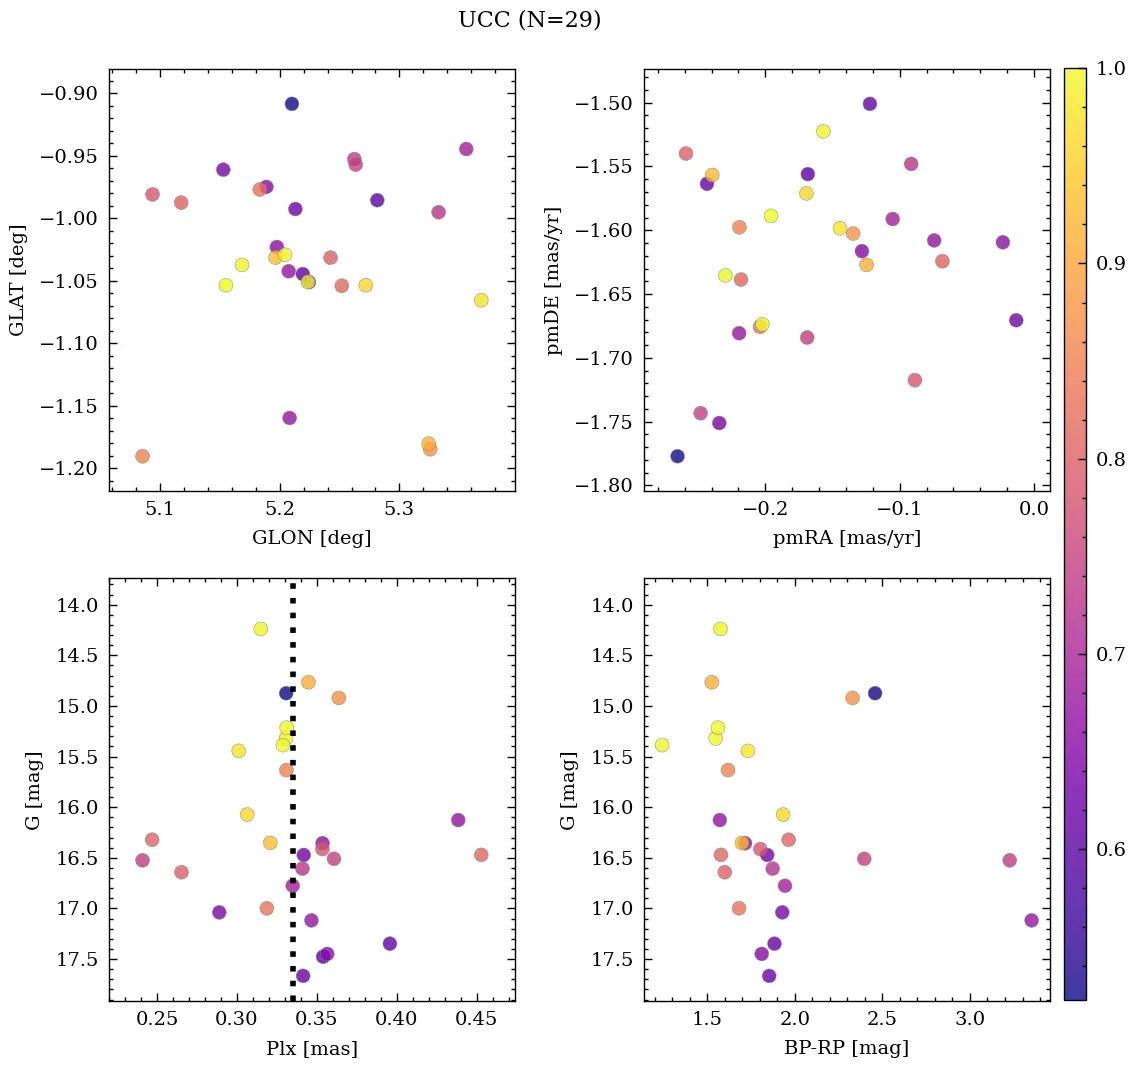 UCC (N=29)
−0.90
−0.95
−1.00
−1.05
−1.10
−1.15
−1.20
GLAT [deg]
5.1 5.2 5.3
GLON [deg]
−1.50
−1.55
−1.60
−1.65
−1.70
−1.75
−1.80
pmDE [mas/yr]
−0.2 −0.1 0.0
pmRA [mas/yr]
1.0
0.9
0.8
0.7
0.6
14.0
14.5
15.0
15.5
16.0
16.5
17.0
17.5
G [mag]
0.25 0.30 0.35 0.40 0.45
Plx [mas]
14.0
14.5
15.0
15.5
16.0
16.5
17.0
17.5
G [mag]
1.5 2.0 2.5 3.0
BP-RP [mag]